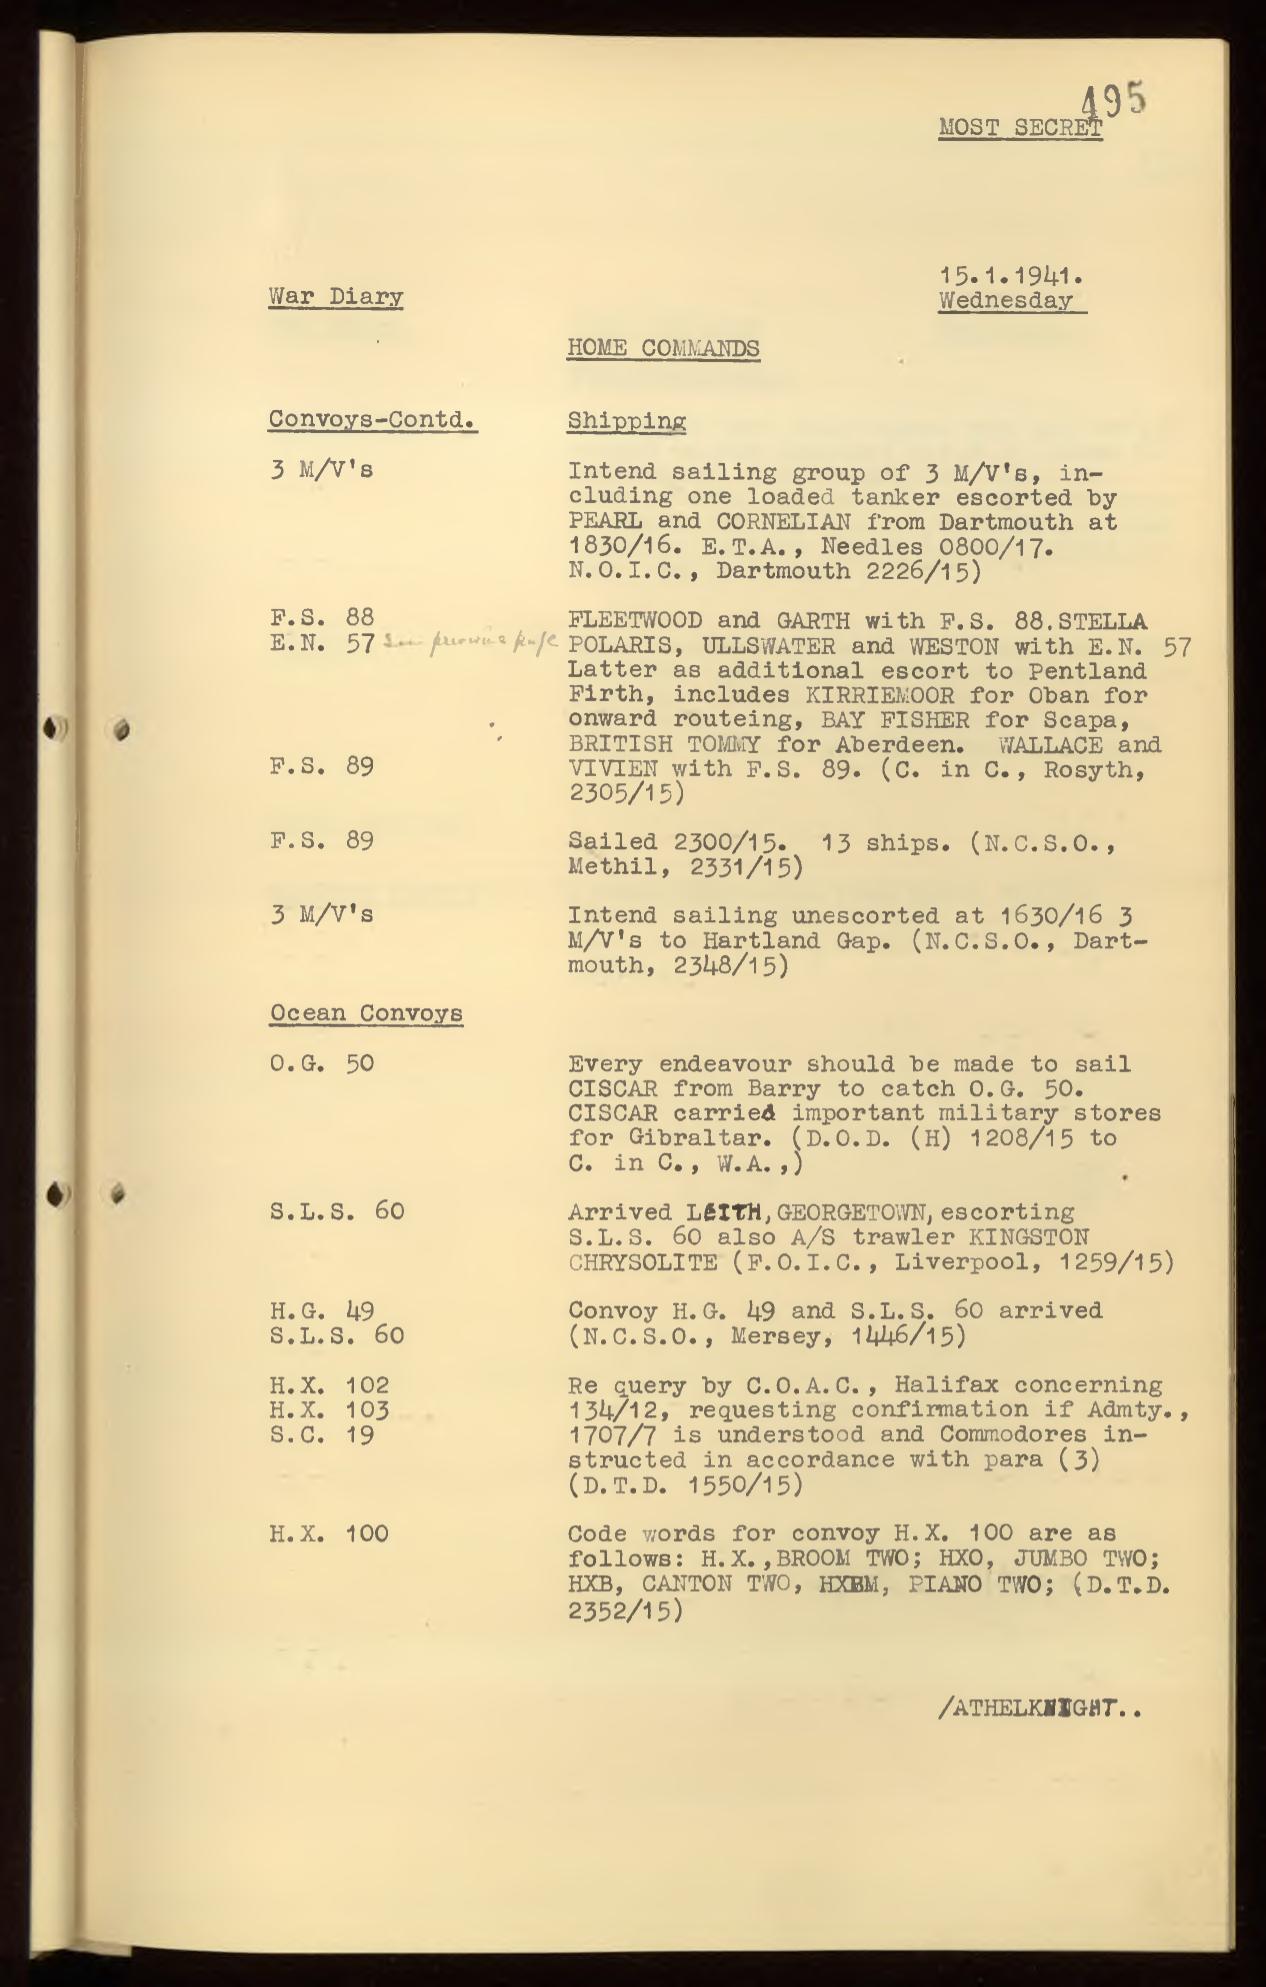 495
MOST SECRET
15.1.1941.
War Diary
Wednesday
HOME COMMANDS
Convoys-Contd. Shipping
3 M/V's Intend sailing group of 3 M/V's, in-
cluding one loaded tanker escorted by
PEARL and CORNELIAN from Dartmouth at
1830/16. E.T.A., Needles 0800/17.
N.O.I.C., Dartmouth 2226/15)
F.S. 88 FLEETWOOD and GARTH with F.S. 88.STELLA
E.N. 57 See previous page POLARIS, ULLSWATER and WESTON with E.N. 57
Latter as additional escort to Pentland
Firth, includes KIRRIEMOOR for Oban for
onward routeing, BAY FISHER for Scapa,
BRITISH TOMMY for Aberdeen. WALLACE and
F.S. 89 VIVIEN with F.S. 89. (C. in C., Rosyth,
2305/15)
F.S. 89 Sailed 2300/15. 13 ships. (N.C.S.O.,
Methil, 2331/15)
3 M/V's Intend sailing unescorted at 1630/16 3
M/V's to Hartland Gap. (N.C.S.O., Dart-
mouth, 2348/15)
Ocean Convoys
O.G. 50 Every endeavour should be made to sail
CISCAR from Barry to catch O.G. 50.
CISCAR carried important military stores
for Gibraltar. (D.O.D. (H) 1208/15 to
C. in C., W.A.,)
S.L.S. 60 Arrived LEITH, GEORGETOWN, escorting
S.L.S. 60 also A/S trawler KINGSTON
CHRYSOLITE (F.O.I.C., Liverpool, 1259/15)
H.G. 49 Convoy H.G. 49 and S.L.S. 60 arrived
S.L.S. 60 (N.C.S.O., Mersey, 1446/15)
H.X. 102 Re query by C.O.A.C., Halifax concerning
H.X. 103 134/12, requesting confirmation if Admty.,
S.C. 19 1707/7 is understood and Commodores in-
structed in accordance with para (3)
(D.T.D. 1550/15)
H.X. 100 Code words for convoy H.X. 100 are as
follows: H.X.,BROOM TWO; HXO, JUMBO TWO;
HXB, CANTON TWO, HXBM, PIANO TWO; (D.T.D.
2352/15)
/ATHELKNIGHT..